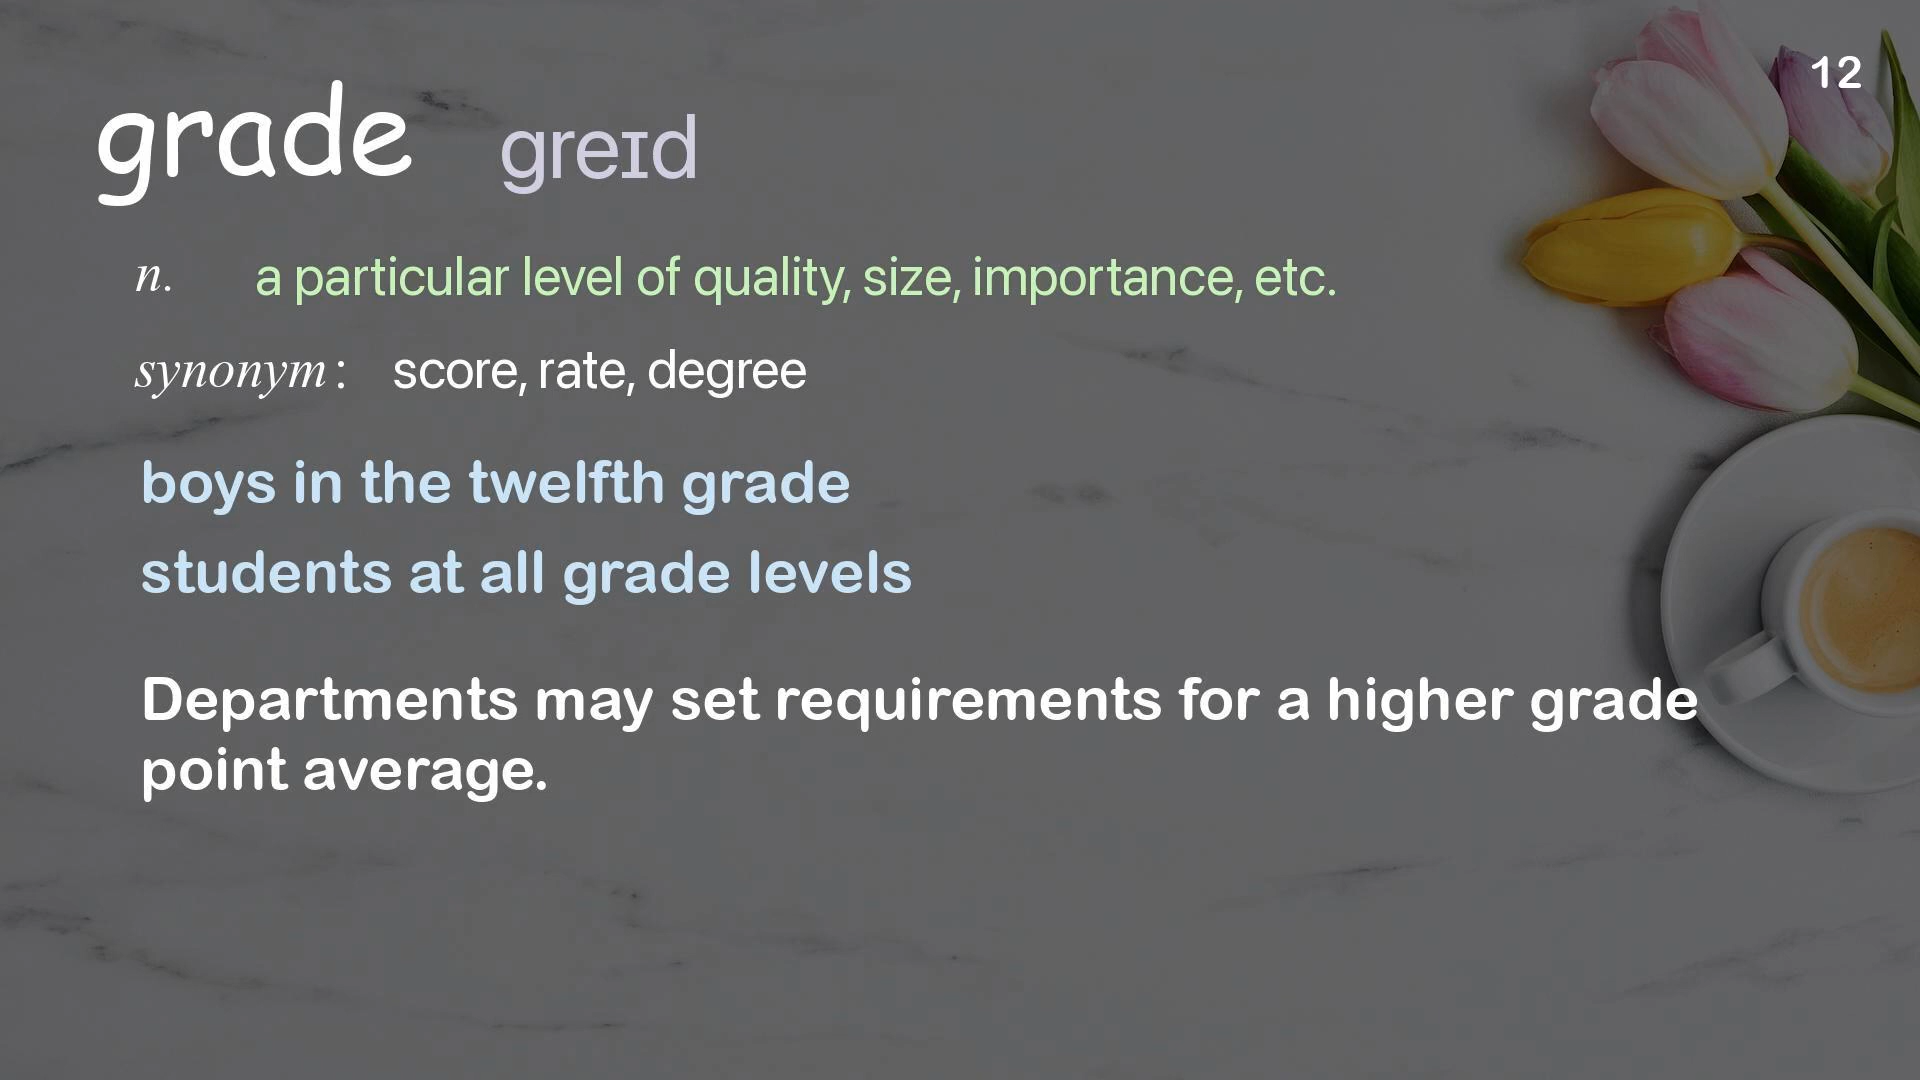 12
grade greɪd
n. a particular level of quality, size, importance, etc.
synonym: score, rate, degree
boys in the twelfth grade
students at all grade levels
Departments may set requirements for a higher grade
point average.